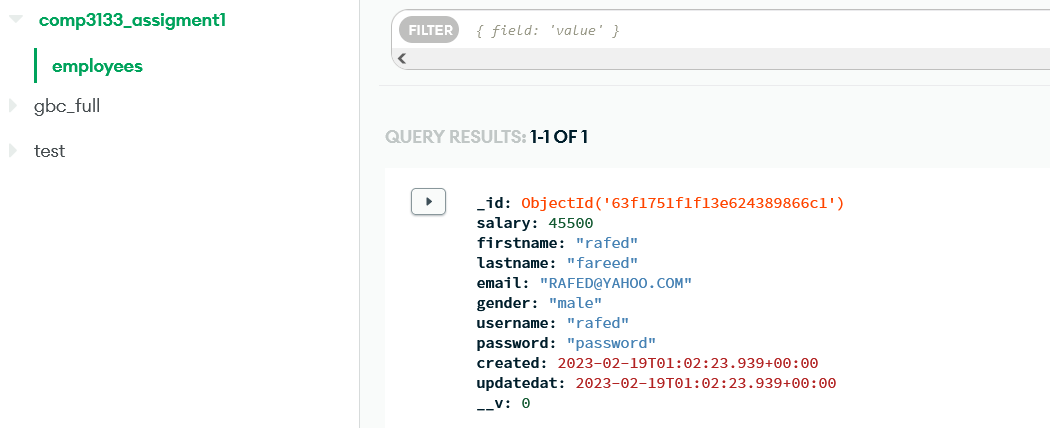 comp3133_assigment1
employees
gbc_full
test
FILTER { field: 'value' }
QUERY RESULTS: 1-1 OF 1
_id: ObjectId('63f1751f1f13e624389866c1')
salary: 45500
firstname: "rafed"
lastname: "fareed"
email: "RAFED@YAHOO.COM"
gender: "male"
username: "rafed"
password: "password"
created: 2023-02-19T01:02:23.939+00:00
updatedat: 2023-02-19T01:02:23.939+00:00
__v: 0